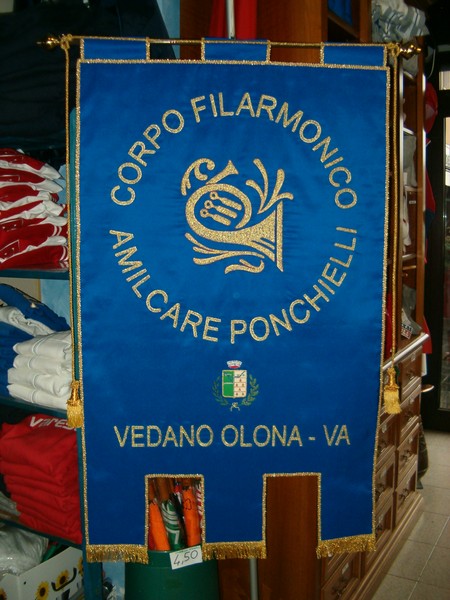 CORPO FILARMONICO
AMILCARE PONCHIELLI
VEDANO OLONA - VA
4,50